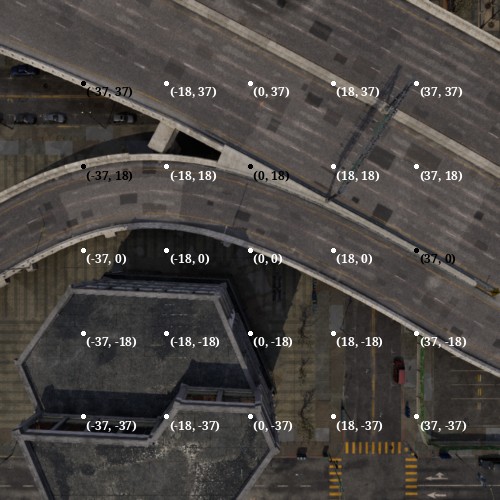 (-37, 37) (-18, 37) (0, 37) (18, 37) (37, 37)
(-37, 18) (-18, 18) (0, 18) (18, 18) (37, 18)
(-37, 0) (-18, 0) (0, 0) (18, 0) (37, 0)
(-37, -18) (-18, -18) (0, -18) (18, -18) (37, -18)
(-37, -37) (-18, -37) (0, -37) (18, -37) (37, -37)